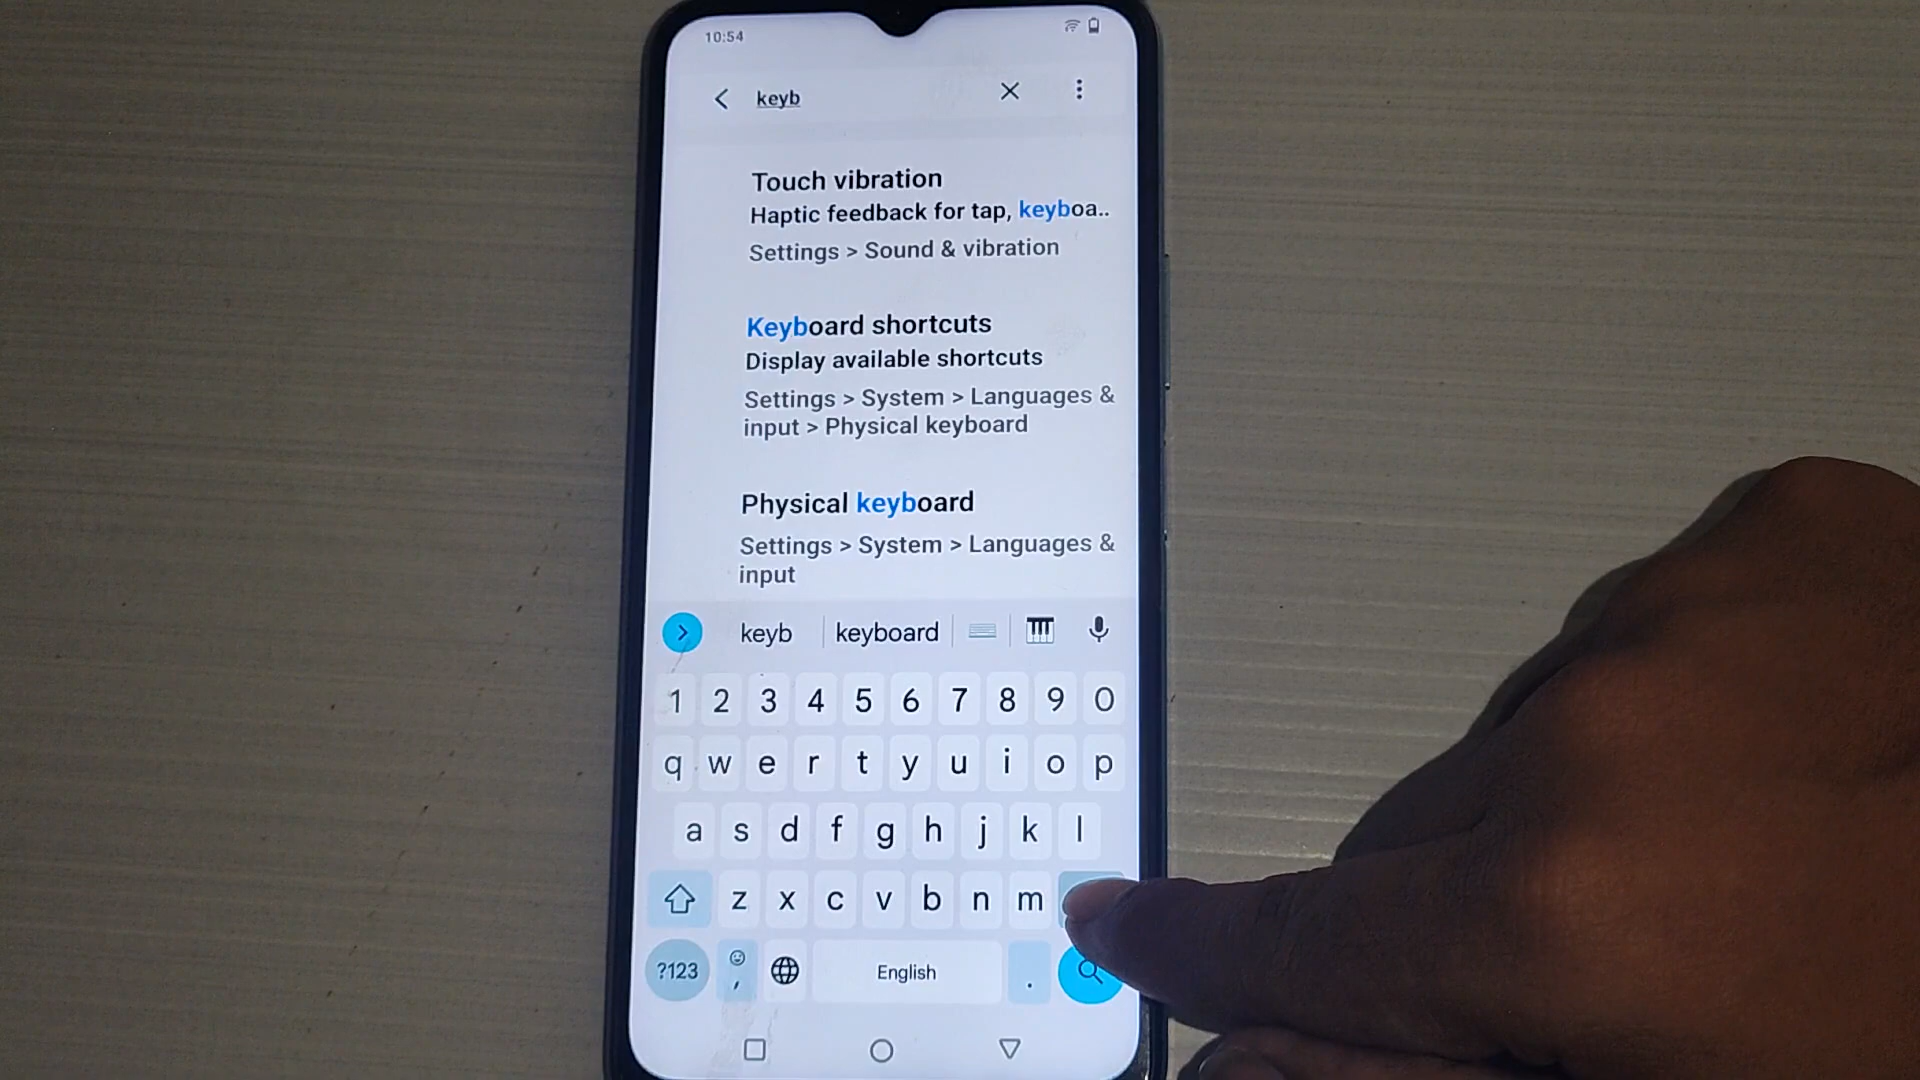 10:54
keyb
Touch vibration
Haptic feedback for tap, keyboa..
Settings > Sound & vibration
Keyboard shortcuts
Display available shortcuts
Settings > System > Languages &
input > Physical keyboard
Physical keyboard
Settings > System > Languages &
input
keyb keyboard
1 2 3 4 5 6 7 8 9 0
q w e r t y u i o p
a s d f g h j k l
z x c v b n m
?123 , English .